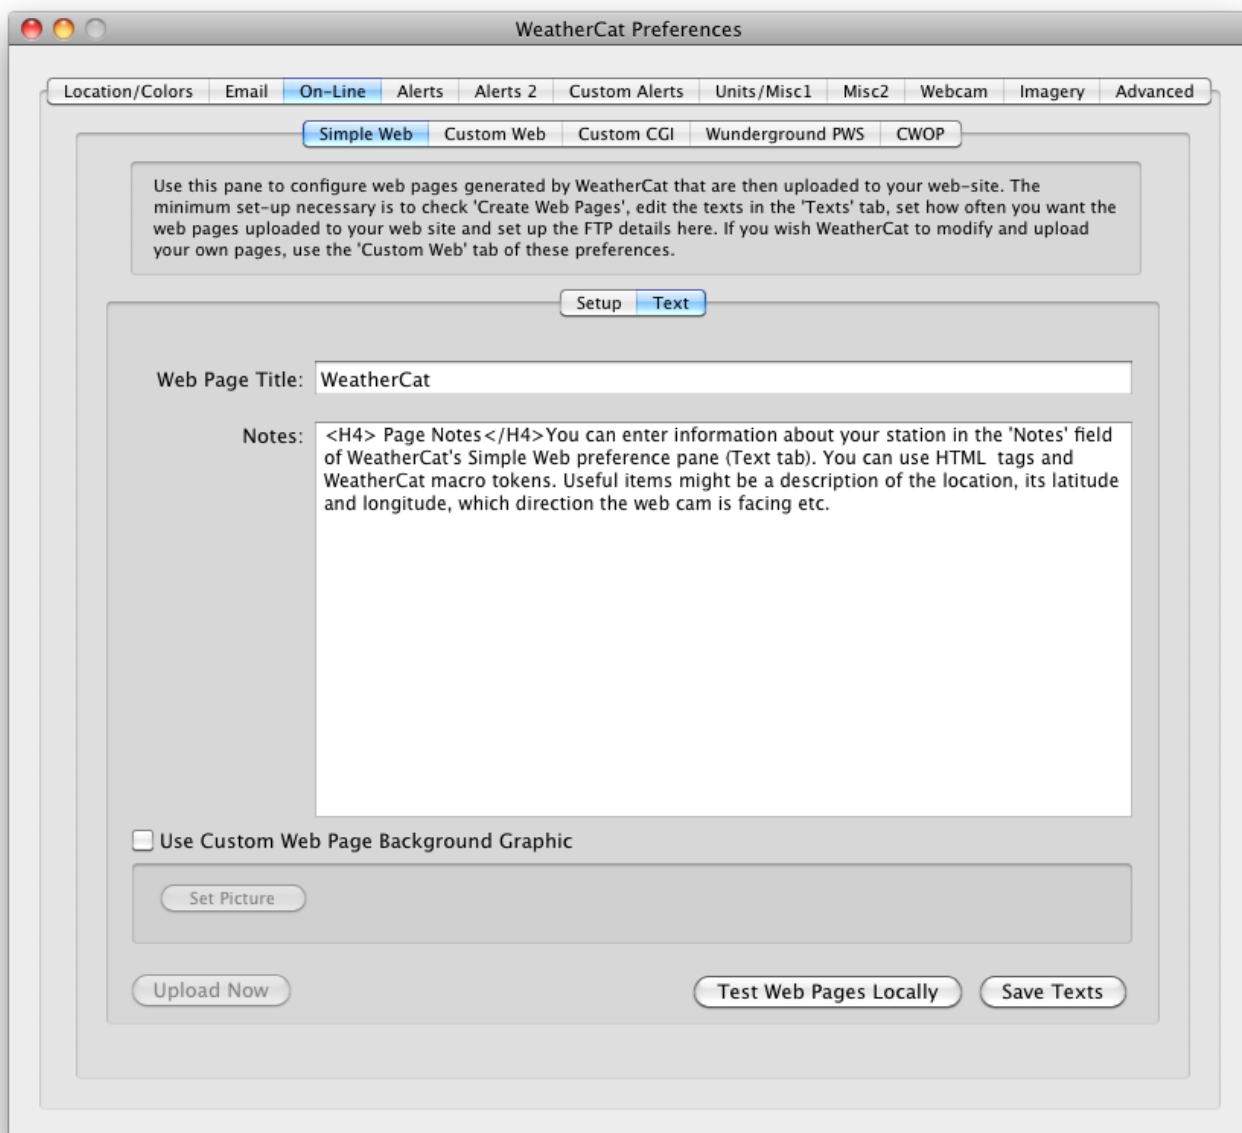 WeatherCat Preferences
Location/Colors Email On-Line Alerts Alerts 2 Custom Alerts Units/Misc1 Misc2 Webcam Imagery Advanced
Simple Web Custom Web Custom CGI Wunderground PWS CWOP
Use this pane to configure web pages generated by WeatherCat that are then uploaded to your web-site. The
minimum set-up necessary is to check 'Create Web Pages', edit the texts in the 'Texts' tab, set how often you want the
web pages uploaded to your web site and set up the FTP details here. If you wish WeatherCat to modify and upload
your own pages, use the 'Custom Web' tab of these preferences.
Setup Text
Web Page Title: WeatherCat
Notes: <H4> Page Notes</H4>You can enter information about your station in the 'Notes' field
of WeatherCat's Simple Web preference pane (Text tab). You can use HTML  tags and
WeatherCat macro tokens. Useful items might be a description of the location, its latitude
and longitude, which direction the web cam is facing etc.
Use Custom Web Page Background Graphic
Set Picture
Upload Now Test Web Pages Locally Save Texts